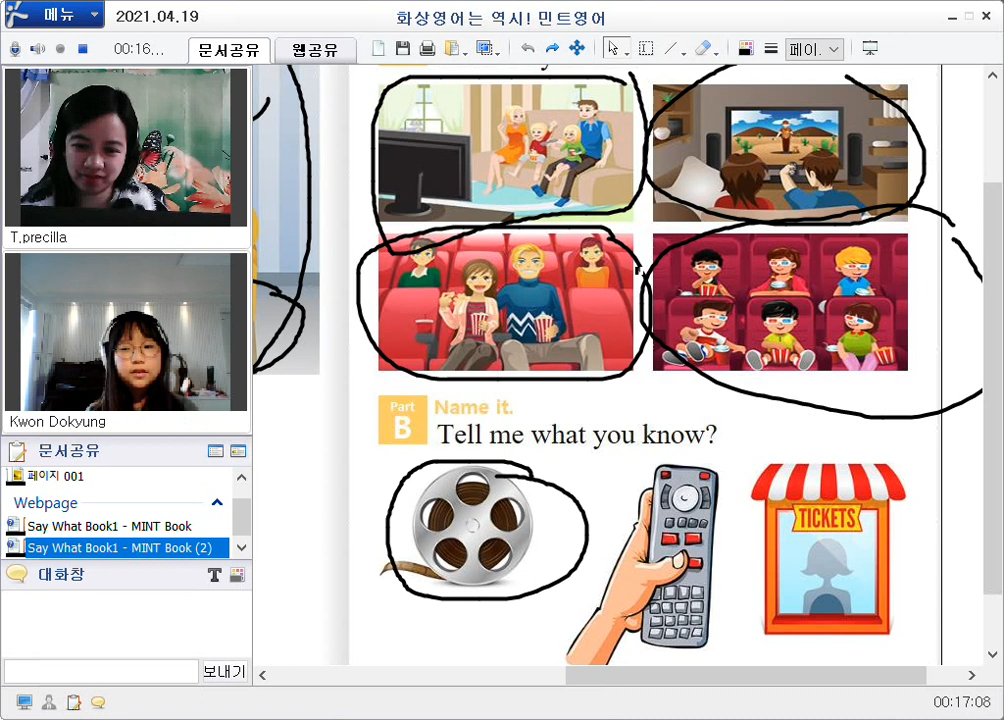 메뉴
2021.04.19
화상영어는 역시! 민트영어
00:16...
문서공유
웹공유
페이.
T.precilla
Kwon Dokyung
문서공유
페이지 001
Webpage
Say What Book1 - MINT Book
Say What Book1 - MINT Book (2)
대화창
보내기
Part
B
Name it.
Tell me what you know?
TICKETS
00:17:08